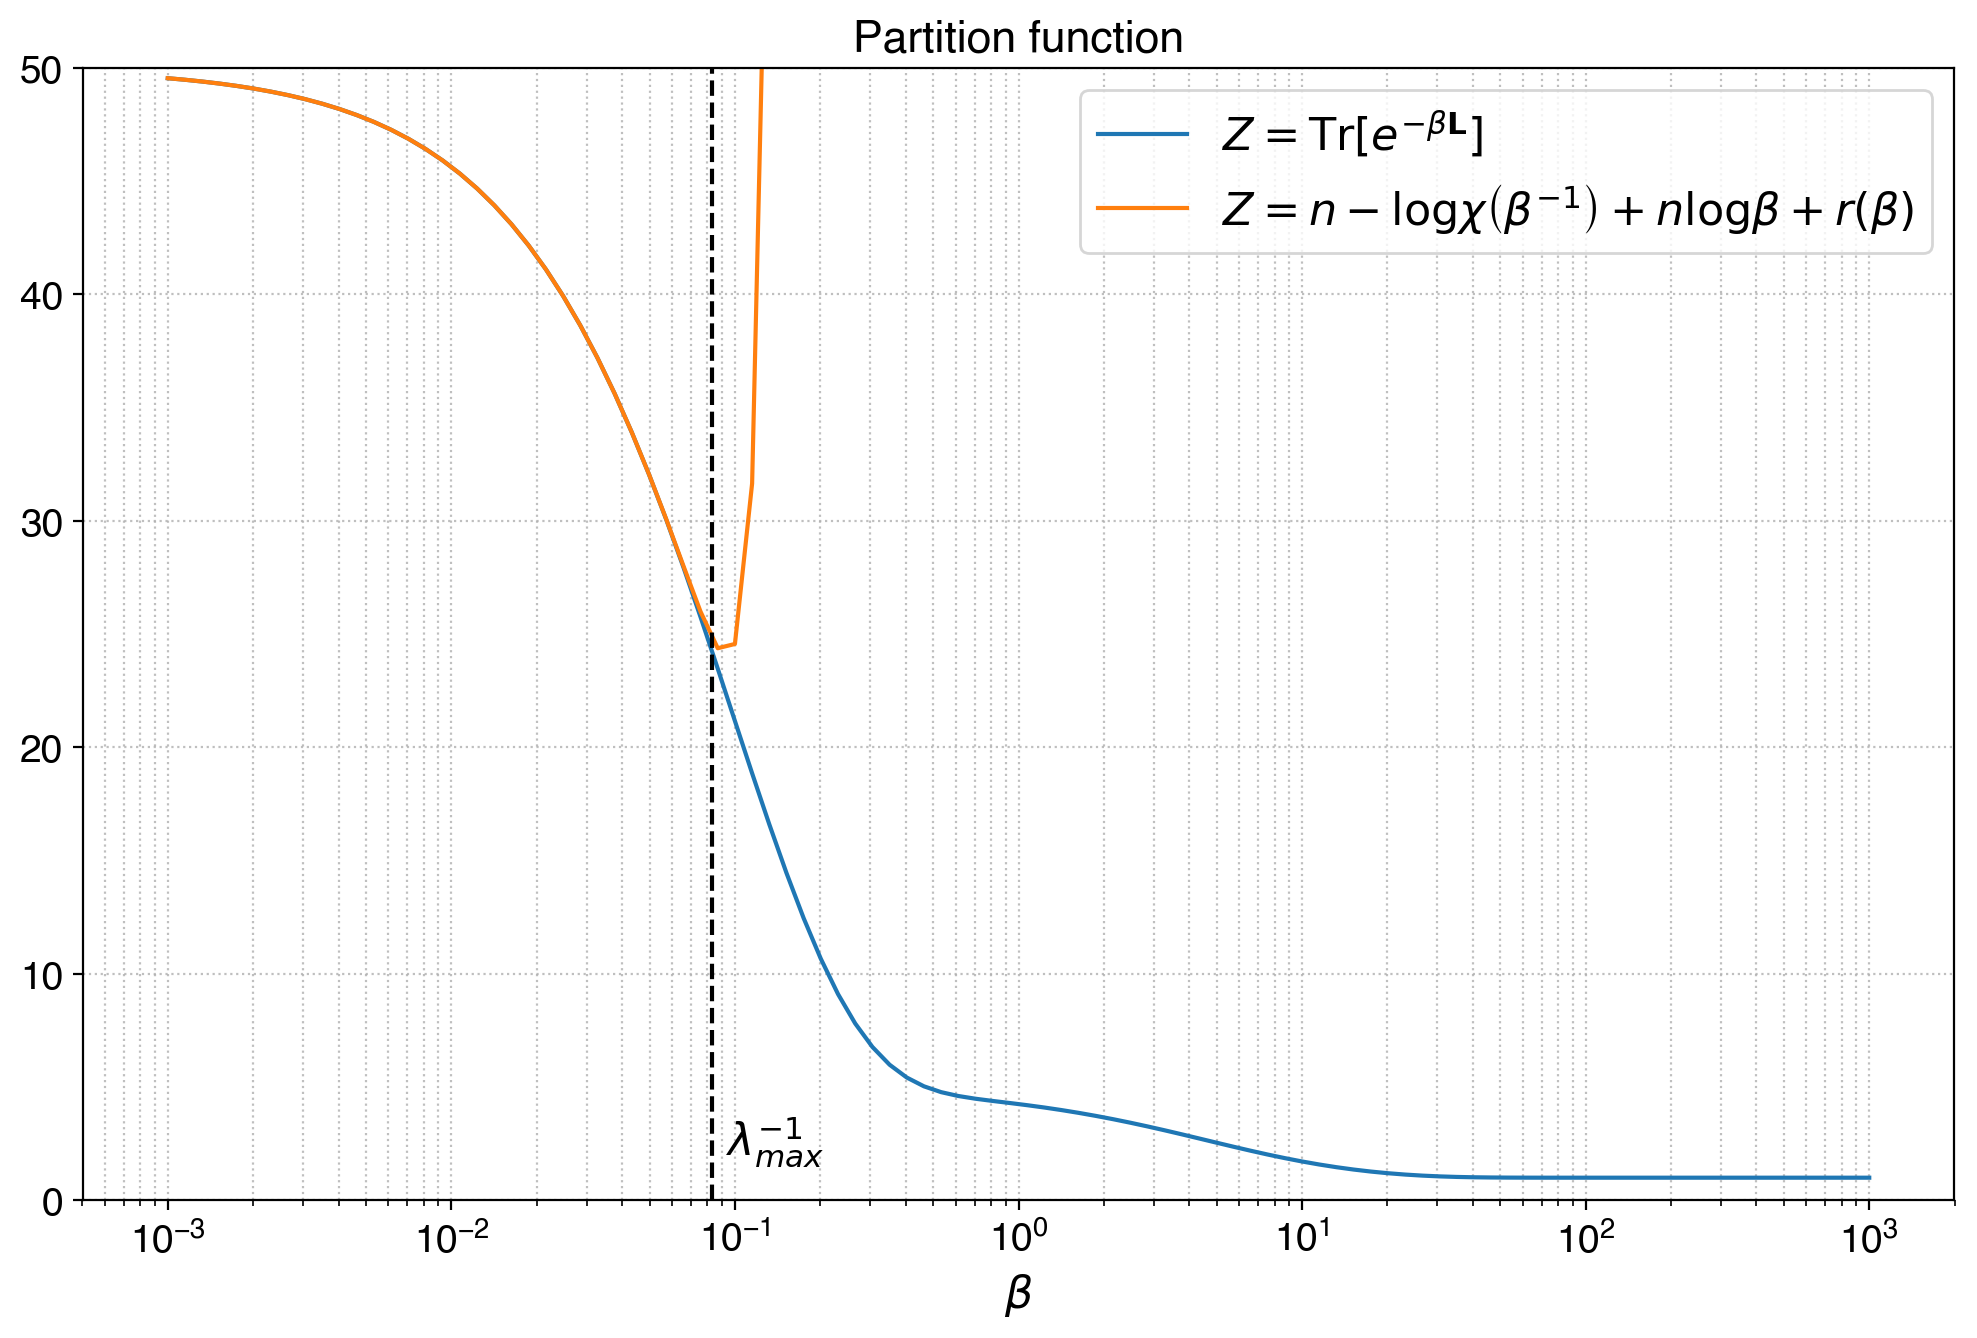 Partition function
50
40
30
20
10
0
Z = Tr[e^{−βL}]
Z = n − logχ(β^{−1}) + nlogβ + r(β)
λ_{max}^{−1}
10^{−3} 10^{−2} 10^{−1} 10^{0} 10^{1} 10^{2} 10^{3}
β